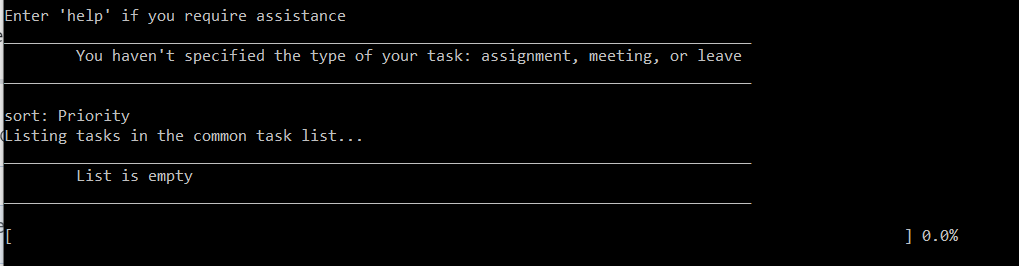 Enter 'help' if you require assistance
You haven't specified the type of your task: assignment, meeting, or leave
sort: Priority
Listing tasks in the common task list...
List is empty
[ ] 0.0%